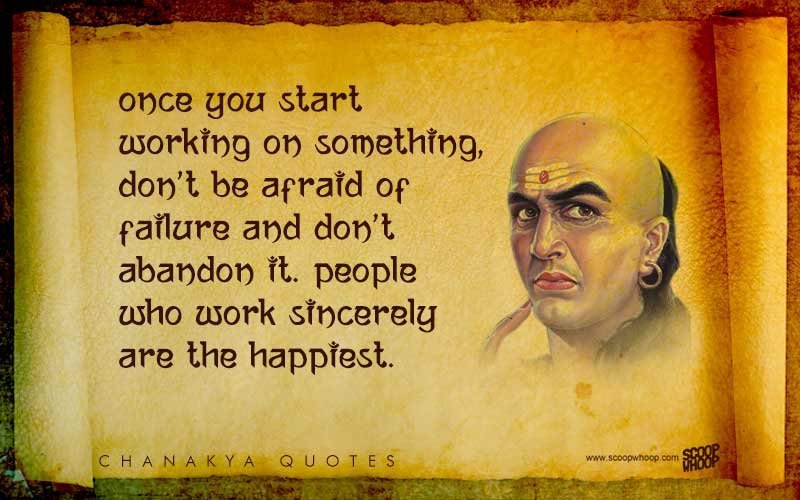 once you start
working on something,
don't be afraid of
failure and don't
abandon it. people
who work sincerely
are the happiest.
CHANAKYA QUOTES
www.scoopwhoop.com
SCOOP
WHOOP